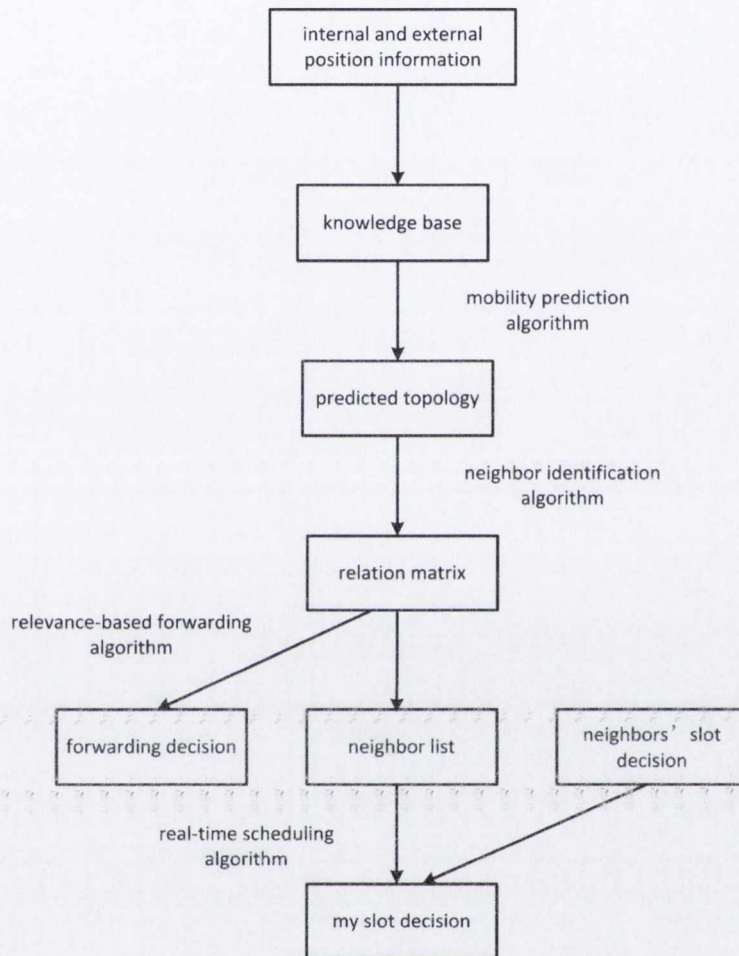 internal and external
position information
knowledge base
mobility prediction
algorithm
predicted topology
neighbor identification
algorithm
relation matrix
relevance-based forwarding
algorithm
forwarding decision
neighbor list
neighbors' slot
decision
real-time scheduling
algorithm
my slot decision